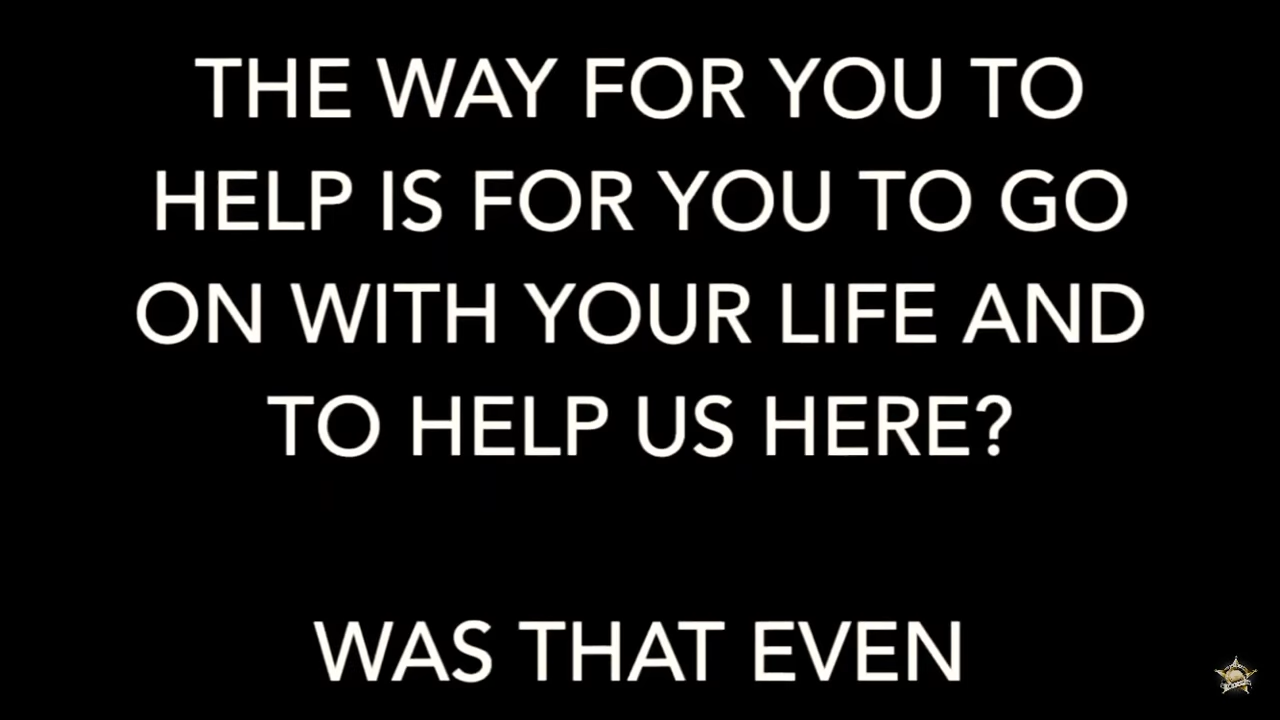 THE WAY FOR YOU TO
HELP IS FOR YOU TO GO
ON WITH YOUR LIFE AND
TO HELP US HERE?
WAS THAT EVEN